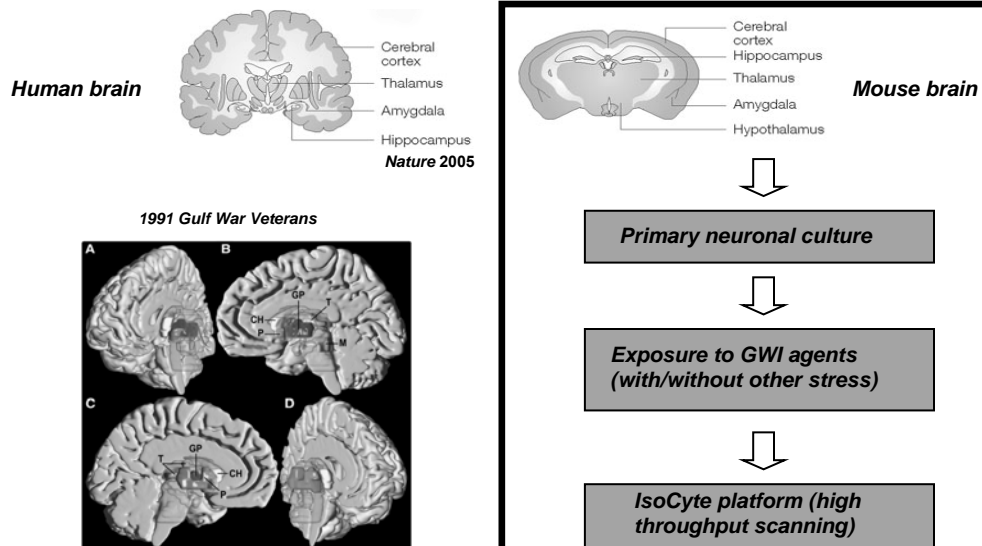 Human brain
Cerebral
cortex
Thalamus
Amygdala
Hippocampus
Nature 2005
1991 Gulf War Veterans
A
B
GP
T
CH
P
M
C
D
GP
T
CH
P
Cerebral
cortex
Hippocampus
Thalamus
Amygdala
Hypothalamus
Mouse brain
Primary neuronal culture
Exposure to GWI agents
(with/without other stress)
IsoCyte platform (high
throughput scanning)